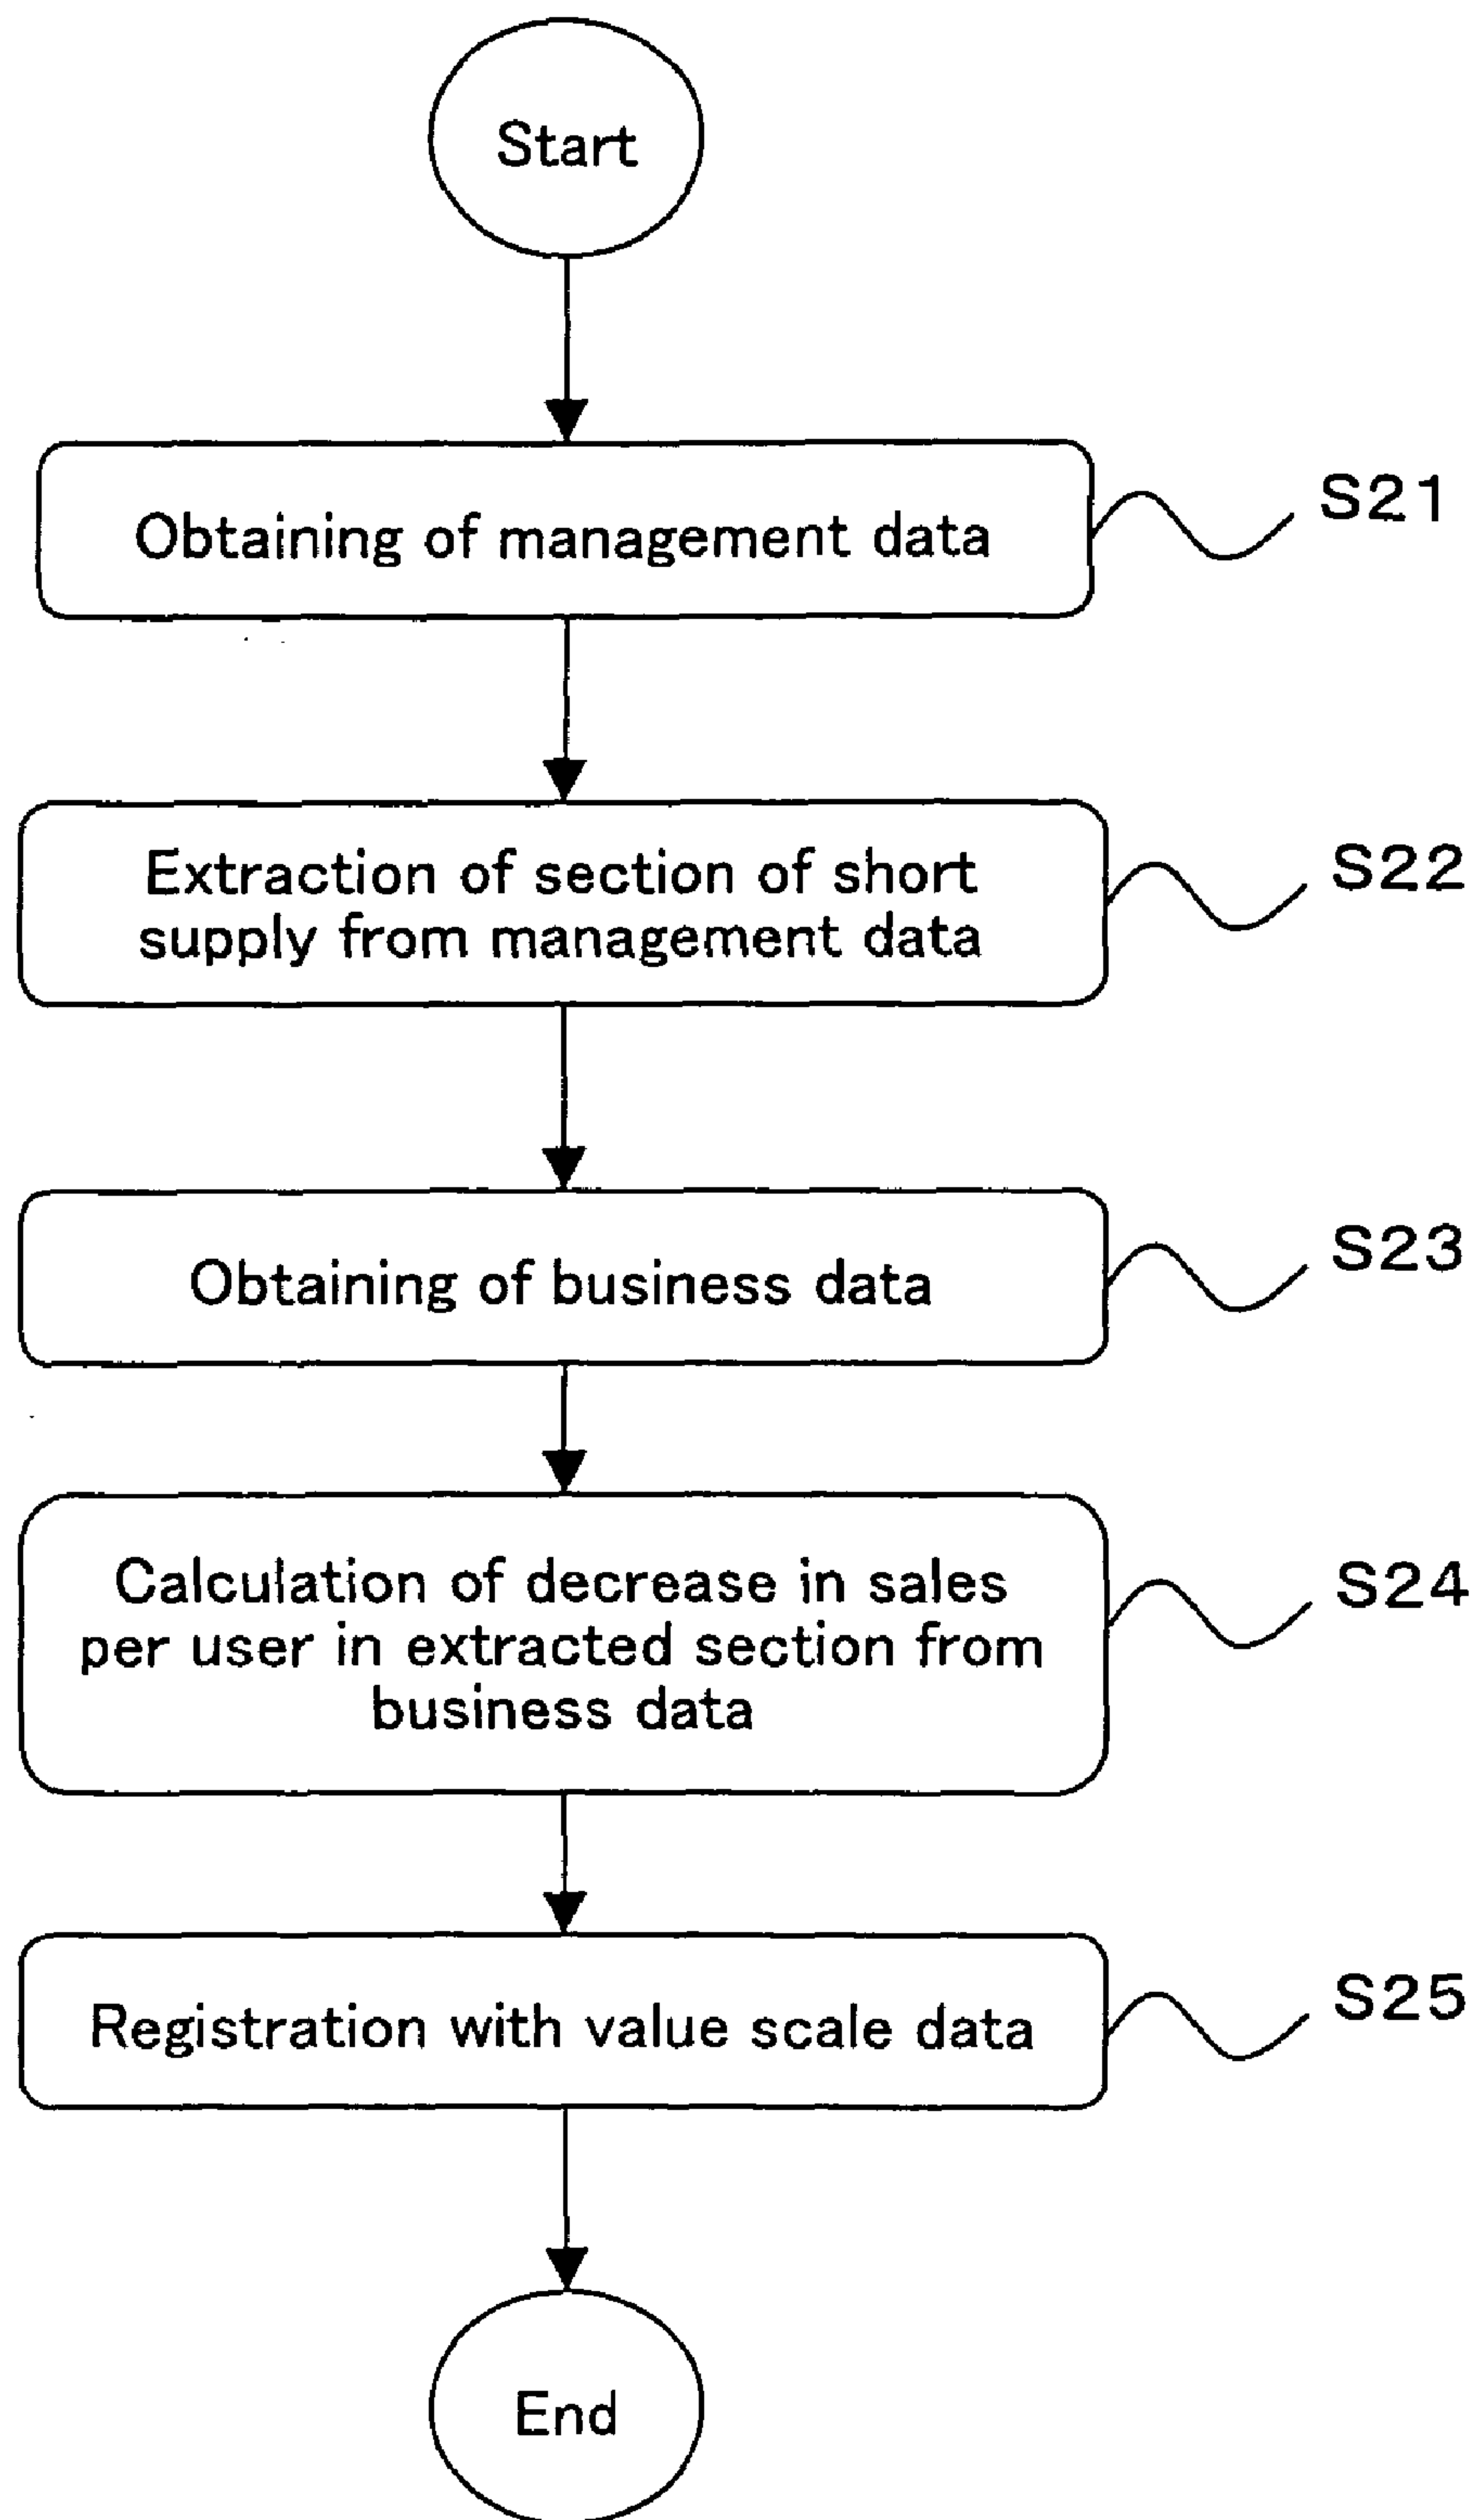 Start
Obtaining of management data
S21
Extraction of section of short
supply from management data
S22
Obtaining of business data
S23
Calculation of decrease in sales
per user in extracted section from
business data
S24
Registration with value scale data
S25
End